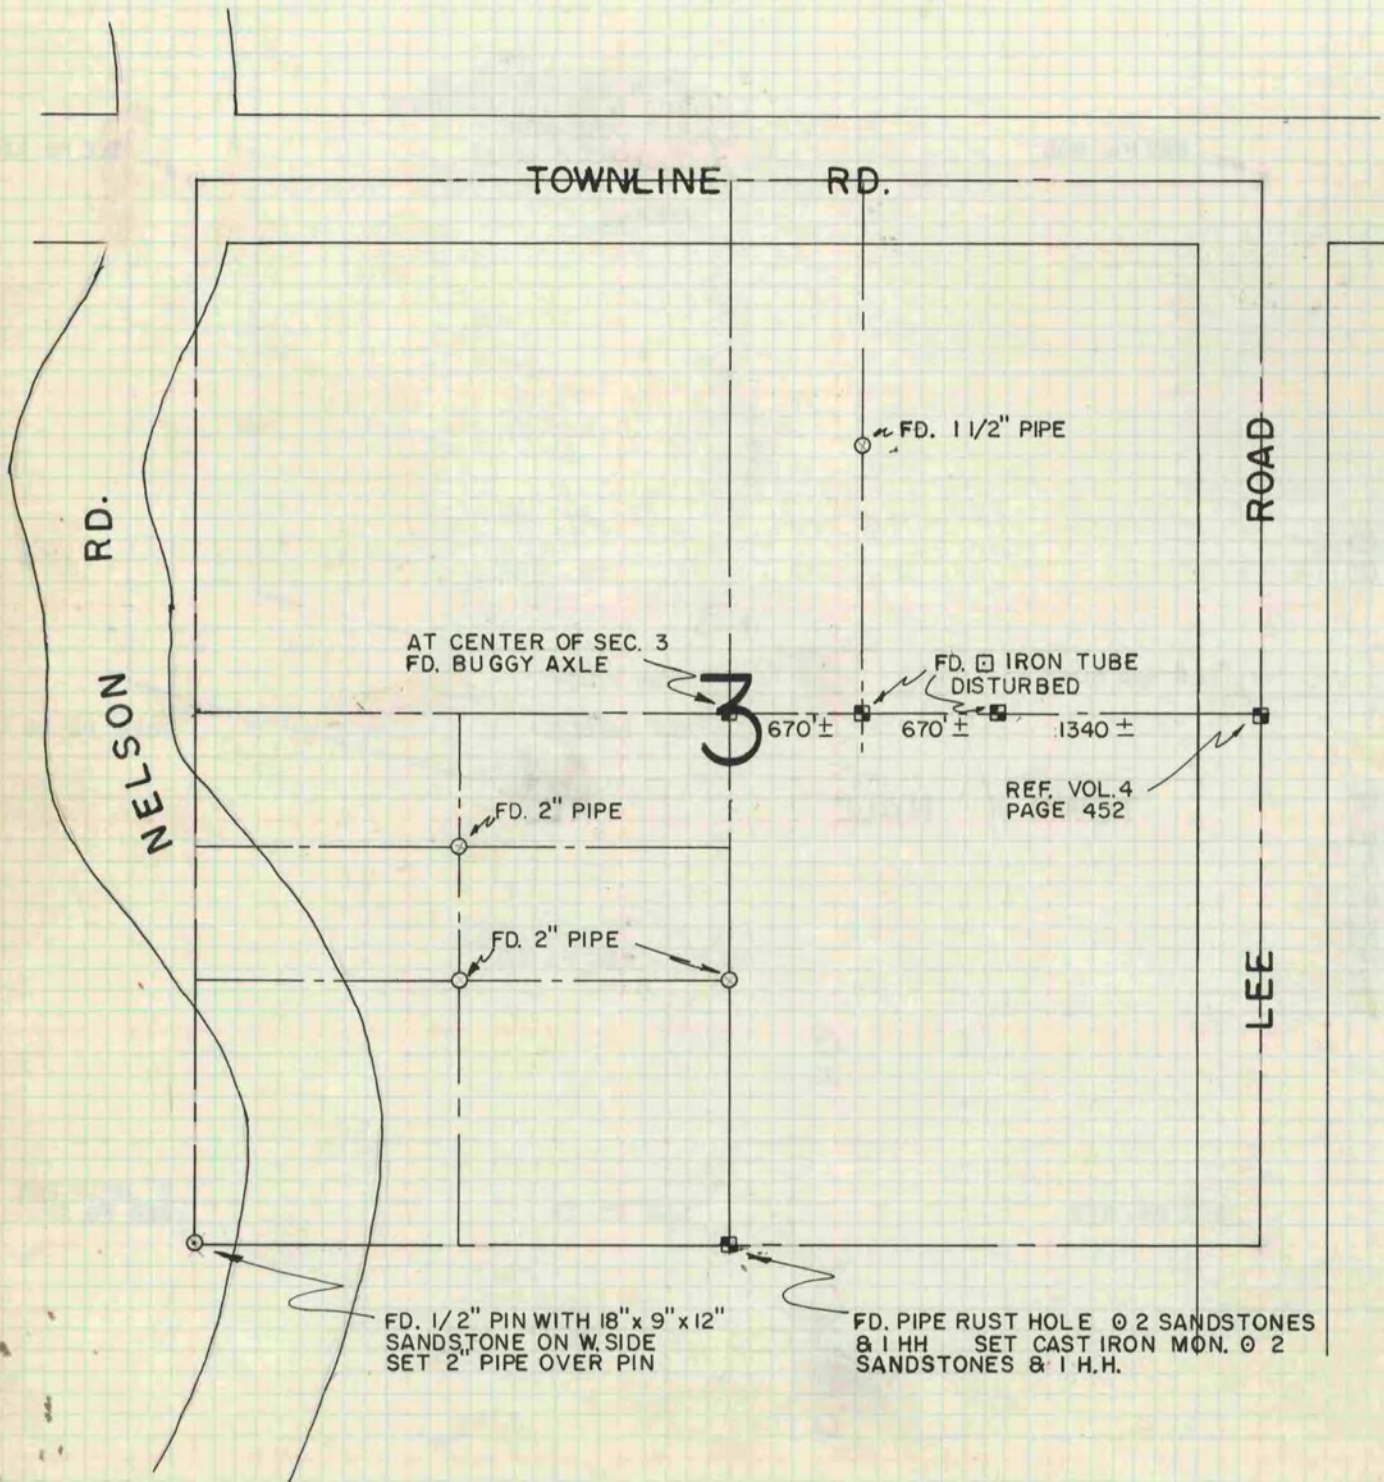 TOWNLINE RD.
FD. 1 1/2" PIPE
ROAD
RD.
AT CENTER OF SEC. 3
FD. BUGGY AXLE
FD. ⊡ IRON TUBE
DISTURBED
NELSON
3
670'±
670'±
1340 ±
REF. VOL. 4
PAGE 452
FD. 2" PIPE
FD. 2" PIPE
LEE
FD. 1/2" PIN WITH 18" x 9" x 12"
SANDSTONE ON W. SIDE
SET 2" PIPE OVER PIN
FD. PIPE RUST HOLE ⊙ 2 SANDSTONES
& 1 HH SET CAST IRON MON. ⊙ 2
SANDSTONES & 1 H.H.